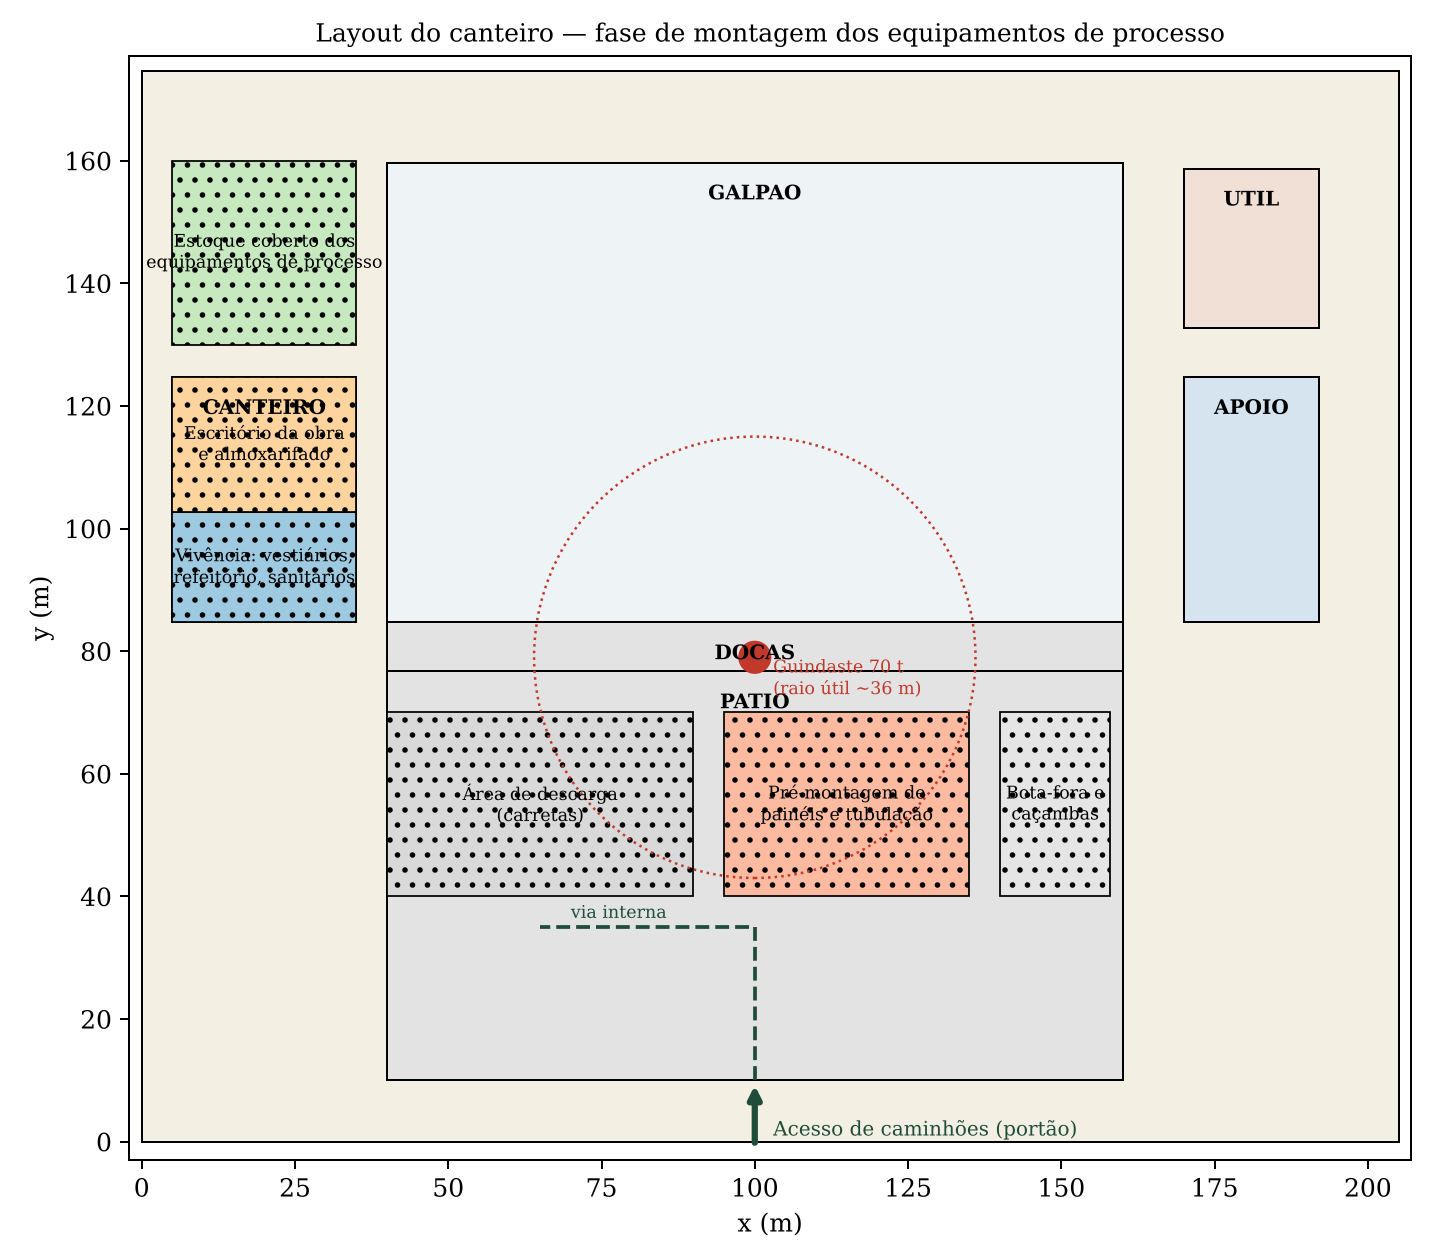 Layout do canteiro — fase de montagem dos equipamentos de processo
y (m)
160
140
120
100
80
60
40
20
0
GALPAO
UTIL
Estoque coberto dos
equipamentos de processo
CANTEIRO
Escritório da obra
e almoxarifado
APOIO
Vivência: vestiários,
refeitório, sanitários
DOCAS
Guindaste 70 t
(raio útil ~36 m)
PATIO
Área de descarga
(carretas)
Pré-montagem de
painéis e tubulação
Bota-fora e
caçambas
via interna
Acesso de caminhões (portão)
0
25
50
75
100
125
150
175
200
x (m)